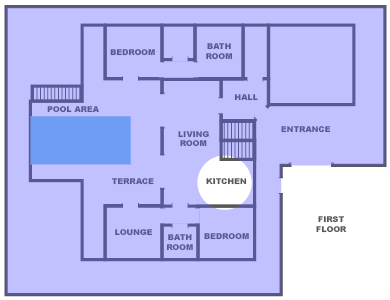 BEDROOM
BATH
ROOM
HALL
POOL AREA
ENTRANCE
LIVING
ROOM
TERRACE
KITCHEN
FIRST
FLOOR
LOUNGE
BATH
ROOM
BEDROOM